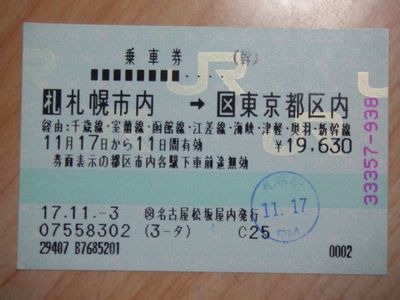 乗車券
(幹)
札 札幌市内 → 区 東京都区内
経由:千歳線・室蘭線・函館線・江差線・海峡・津軽・奥羽・新幹線
11月17日から11日間有効 ¥19,630
券面表示の都区市内各駅下車前途無効
17.11.-3 名古屋松坂屋内発行
07558302 (3-タ) C25
29407 B7685201 0002
33357-938
11.17
PM